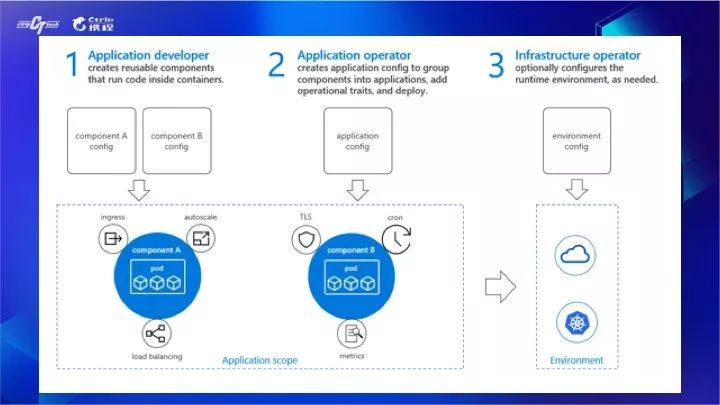 ctrip tech
Ctrip
携程
1 Application developer
creates reusable components
that run code inside containers.
2 Application operator
creates application config to group
components into applications, add
operational traits, and deploy.
3 Infrastructure operator
optionally configures the
runtime environment, as needed.
component A
config
component B
config
application
config
environment
config
ingress
autoscale
component A
pod
load balancing
TLS
cron
component B
pod
metrics
Application scope
Environment